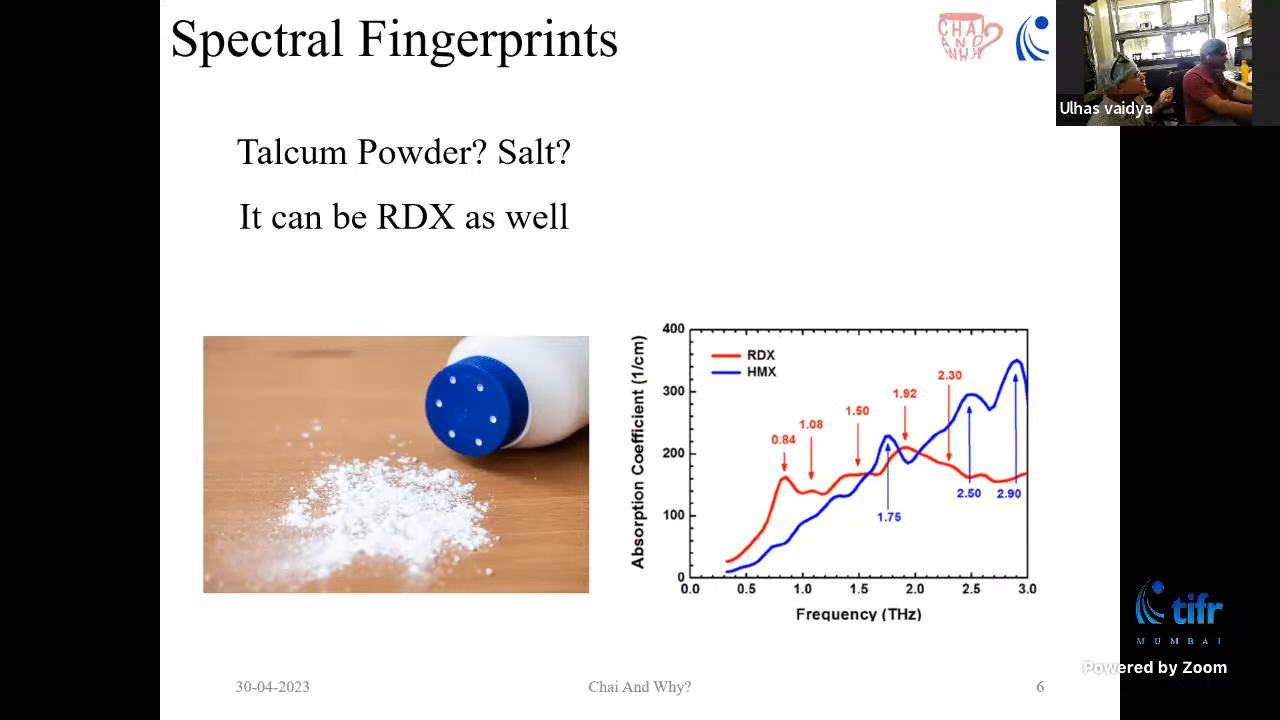 Spectral Fingerprints
CHAI
AND
WHY?
Ulhas vaidya
Talcum Powder? Salt?
It can be RDX as well
Absorption Coefficient (1/cm)
400
300
200
100
0
RDX
HMX
0.84
1.08
1.50
1.92
2.30
1.75
2.50
2.90
0.0 0.5 1.0 1.5 2.0 2.5 3.0
Frequency (THz)
tifr
MUMBAI
Powered by Zoom
30-04-2023 Chai And Why? 6